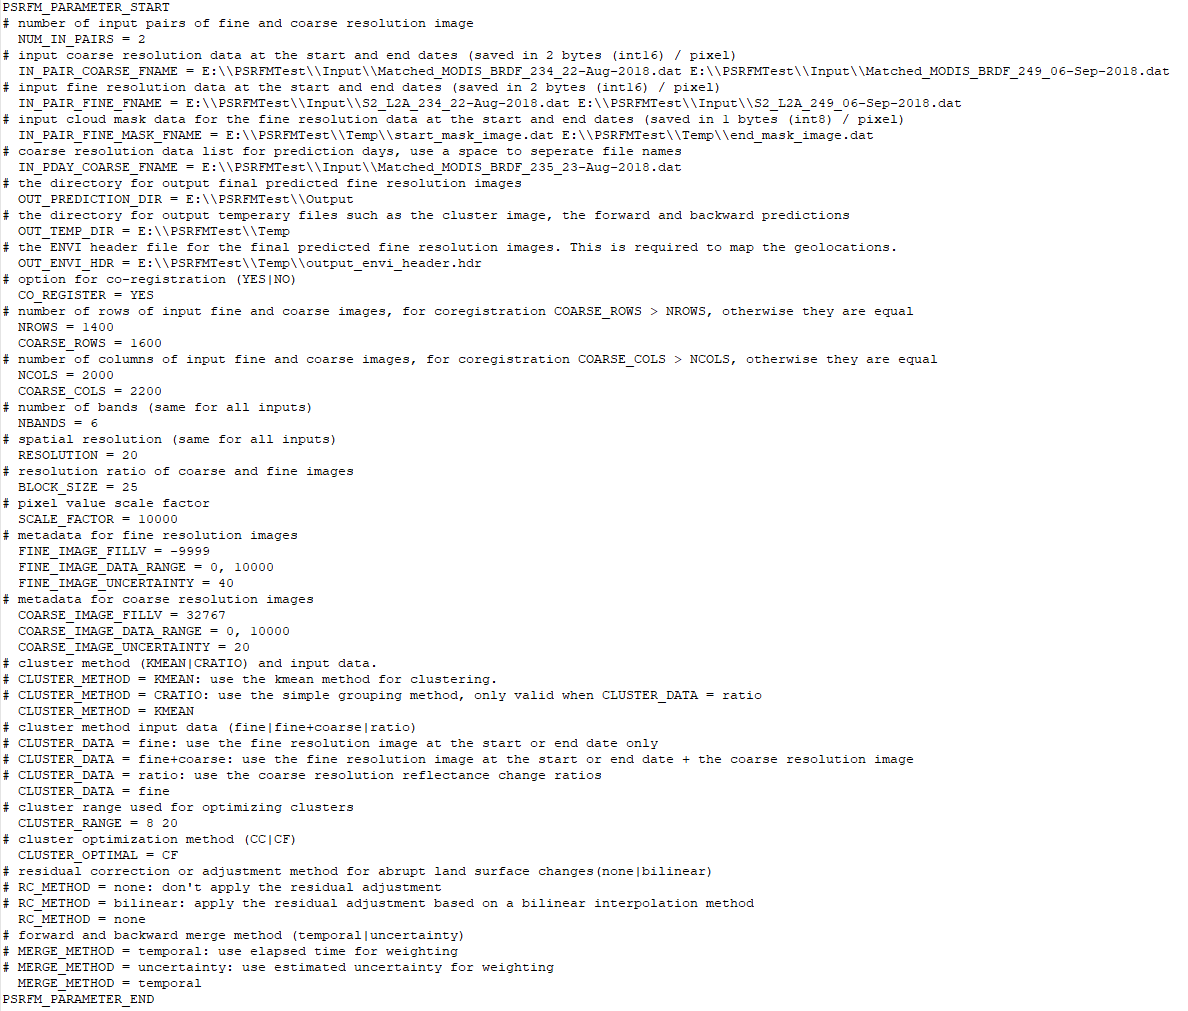 PSRFM_PARAMETER_START
# number of input pairs of fine and coarse resolution image
NUM_IN_PAIRS = 2
# input coarse resolution data at the start and end dates (saved in 2 bytes (int16) / pixel)
IN_PAIR_COARSE_FNAME = E:\\PSRFMTest\\Input\\Matched_MODIS_BRDF_234_22-Aug-2018.dat E:\\PSRFMTest\\Input\\Matched_MODIS_BRDF_249_06-Sep-2018.dat
# input fine resolution data at the start and end dates (saved in 2 bytes (int16) / pixel)
IN_PAIR_FINE_FNAME = E:\\PSRFMTest\\Input\\S2_L2A_234_22-Aug-2018.dat E:\\PSRFMTest\\Input\\S2_L2A_249_06-Sep-2018.dat
# input cloud mask data for the fine resolution data at the start and end dates (saved in 1 bytes (int8) / pixel)
IN_PAIR_FINE_MASK_FNAME = E:\\PSRFMTest\\Temp\\start_mask_image.dat E:\\PSRFMTest\\Temp\\end_mask_image.dat
# coarse resolution data list for prediction days, use a space to seperate file names
IN_PDAY_COARSE_FNAME = E:\\PSRFMTest\\Input\\Matched_MODIS_BRDF_235_23-Aug-2018.dat
# the directory for output final predicted fine resolution images
OUT_PREDICTION_DIR = E:\\PSRFMTest\\Output
# the directory for output temperary files such as the cluster image, the forward and backward predictions
OUT_TEMP_DIR = E:\\PSRFMTest\\Temp
# the ENVI header file for the final predicted fine resolution images. This is required to map the geolocations.
OUT_ENVI_HDR = E:\\PSRFMTest\\Temp\\output_envi_header.hdr
# option for co-registration (YES|NO)
CO_REGISTER = YES
# number of rows of input fine and coarse images, for coregistration COARSE_ROWS > NROWS, otherwise they are equal
NROWS = 1400
COARSE_ROWS = 1600
# number of columns of input fine and coarse images, for coregistration COARSE_COLS > NCOLS, otherwise they are equal
NCOLS = 2000
COARSE_COLS = 2200
# number of bands (same for all inputs)
NBANDS = 6
# spatial resolution (same for all inputs)
RESOLUTION = 20
# resolution ratio of coarse and fine images
BLOCK_SIZE = 25
# pixel value scale factor
SCALE_FACTOR = 10000
# metadata for fine resolution images
FINE_IMAGE_FILLV = -9999
FINE_IMAGE_DATA_RANGE = 0, 10000
FINE_IMAGE_UNCERTAINTY = 40
# metadata for coarse resolution images
COARSE_IMAGE_FILLV = 32767
COARSE_IMAGE_DATA_RANGE = 0, 10000
COARSE_IMAGE_UNCERTAINTY = 20
# cluster method (KMEAN|CRATIO) and input data.
# CLUSTER_METHOD = KMEAN: use the kmean method for clustering.
# CLUSTER_METHOD = CRATIO: use the simple grouping method, only valid when CLUSTER_DATA = ratio
CLUSTER_METHOD = KMEAN
# cluster method input data (fine|fine+coarse|ratio)
# CLUSTER_DATA = fine: use the fine resolution image at the start or end date only
# CLUSTER_DATA = fine+coarse: use the fine resolution image at the start or end date + the coarse resolution image
# CLUSTER_DATA = ratio: use the coarse resolution reflectance change ratios
CLUSTER_DATA = fine
# cluster range used for optimizing clusters
CLUSTER_RANGE = 8 20
# cluster optimization method (CC|CF)
CLUSTER_OPTIMAL = CF
# residual correction or adjustment method for abrupt land surface changes(none|bilinear)
# RC_METHOD = none: don't apply the residual adjustment
# RC_METHOD = bilinear: apply the residual adjustment based on a bilinear interpolation method
RC_METHOD = none
# forward and backward merge method (temporal|uncertainty)
# MERGE_METHOD = temporal: use elapsed time for weighting
# MERGE_METHOD = uncertainty: use estimated uncertainty for weighting
MERGE_METHOD = temporal
PSRFM_PARAMETER_END